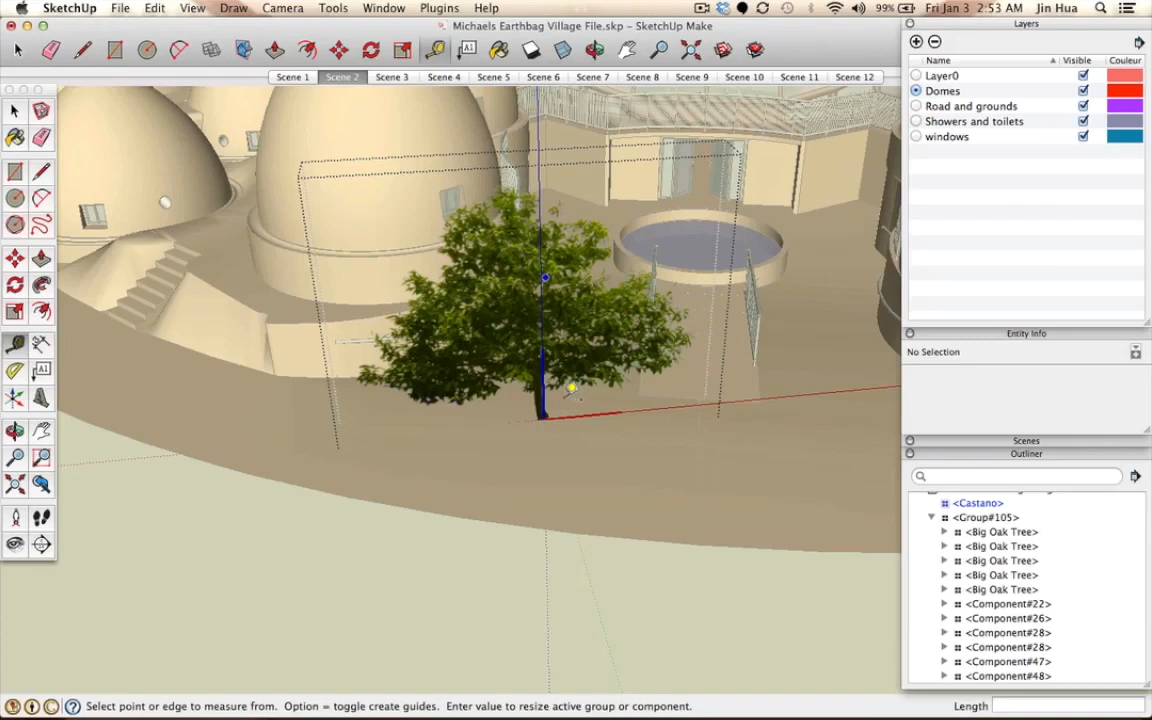 SketchUp File Edit View Draw Camera Tools Window Plugins Help 99% Fri Jan 3 2:53 AM Jin Hua
Michaels Earthbag Village File.skp – SketchUp Make
Scene 1 Scene 2 Scene 3 Scene 4 Scene 5 Scene 6 Scene 7 Scene 8 Scene 9 Scene 10 Scene 11 Scene 12
Layers
Name Visible Couleur
Layer0
Domes
Road and grounds
Showers and toilets
windows
Entity Info
No Selection
Scenes
Outliner
<Castano>
<Group#105>
<Big Oak Tree>
<Big Oak Tree>
<Big Oak Tree>
<Big Oak Tree>
<Big Oak Tree>
<Component#22>
<Component#26>
<Component#28>
<Component#28>
<Component#47>
<Component#48>
Select point or edge to measure from. Option = toggle create guides. Enter value to resize active group or component. Length